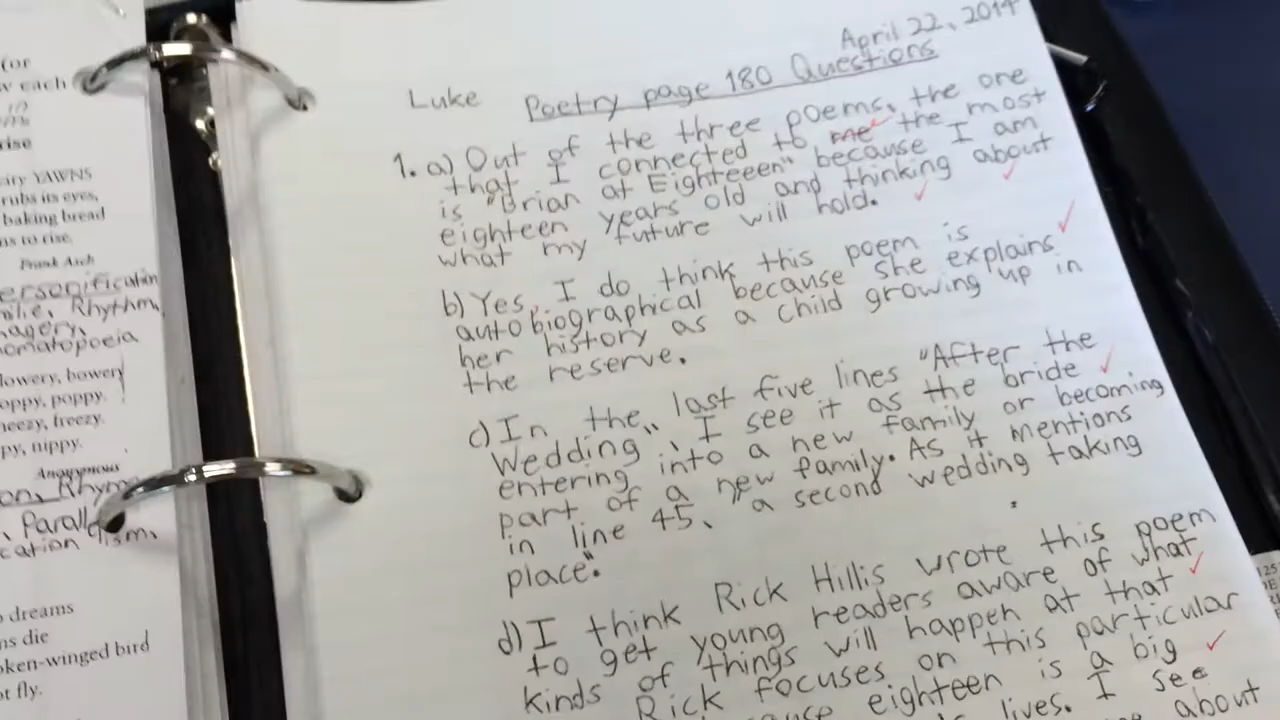 (or
each
rise
ary YAWNS
rubs its eyes,
baking bread
ns to rise.
Frank Asch
ersonification
Rhythm,
nagery,
nomatopoeia
lowery, bowery
oppy, poppy.
neezy, freezy.
py, nippy.
Anonymous
on, Rhyme
, Parallelism,
cation
dreams
ns die
oken-winged bird
ot fly.
April 22, 2014
Luke Poetry page 180 Questions
1. a) Out of the three poems, the one
that I connected to me the most
is "Brian at Eighteeen" because I am
eighteen years old and thinking about
what my future will hold.
b) Yes, I do think this poem is
autobiographical because she explains
her history as a child growing up in
the reserve.
c) In the last five lines "After the
Wedding", I see it as the bride
entering into a new family or becoming
part of a new family. As it mentions
in line 45, "a second wedding taking
place".
d) I think Rick Hillis wrote this poem
to get young readers aware of what
kinds of things will happen at that
Rick focuses on this particular
eighteen is a big
lives. I see
about